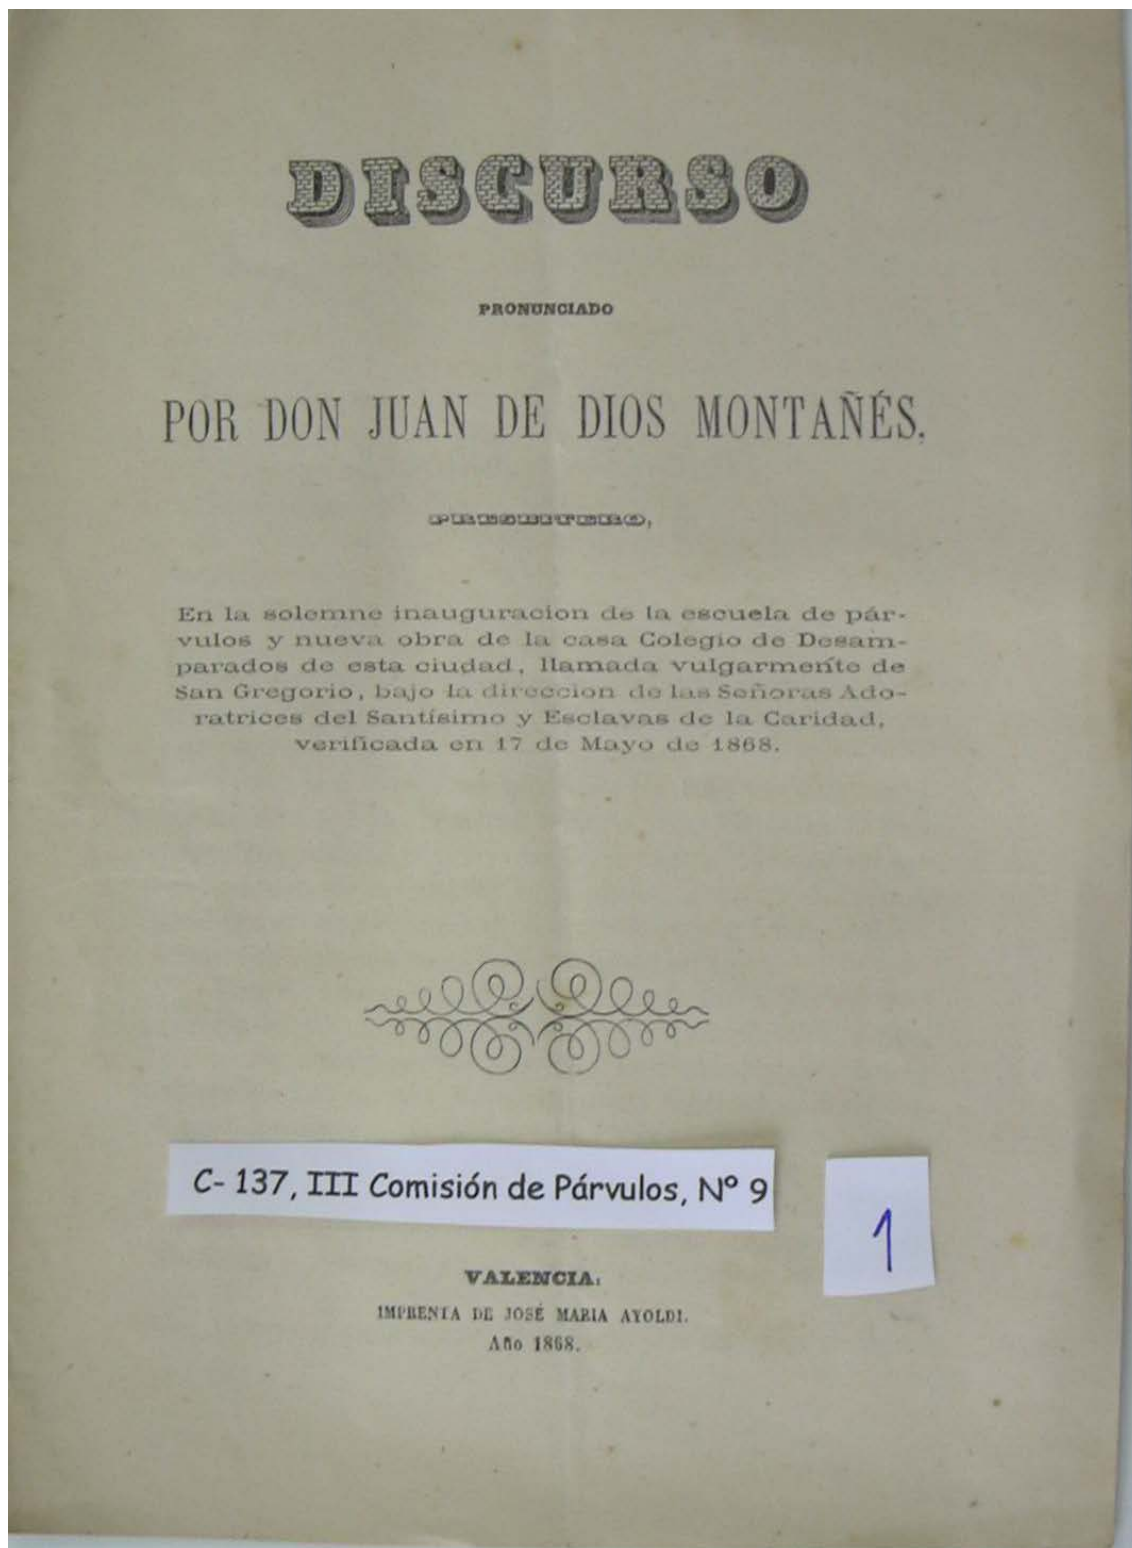 DISCURSO
PRONUNCIADO
POR DON JUAN DE DIOS MONTAÑÉS,
PRESBITERO,
En la solemne inauguracion de la escuela de pár-
vulos y nueva obra de la casa Colegio de Desam-
parados de esta ciudad, llamada vulgarmente de
San Gregorio, bajo la direccion de las Señoras Ado-
ratrices del Santísimo y Esclavas de la Caridad,
verificada en 17 de Mayo de 1868.
C- 137, III Comisión de Párvulos, Nº 9
1
VALENCIA:
IMPRENTA DE JOSÉ MARIA AYOLDI.
Año 1868.